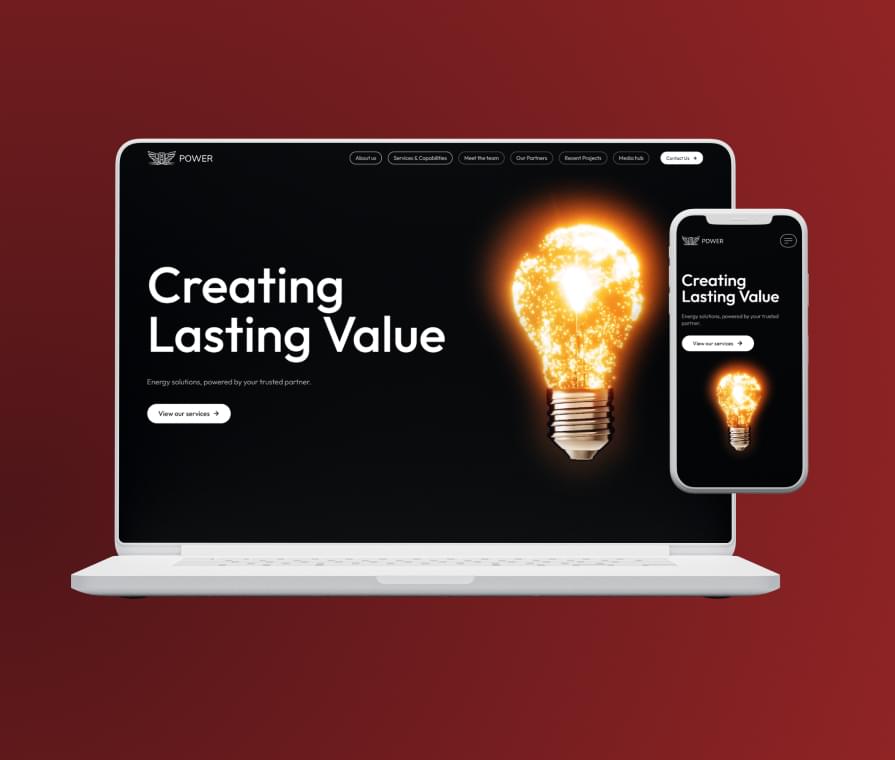 POWER
About us
Services & Capabilities
Meet the team
Our Partners
Recent Projects
Media hub
Contact Us →
Creating
Lasting Value
Energy solutions, powered by your trusted partner.
View our services →
POWER
Creating
Lasting Value
Energy solutions, powered by your trusted
partner.
View our services →